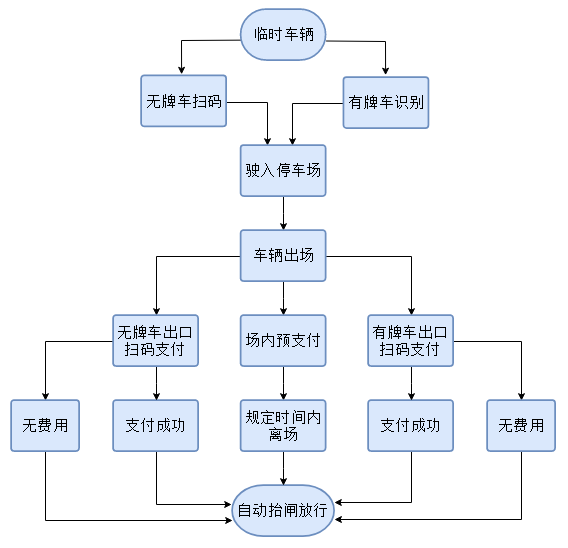 临时车辆
无牌车扫码
有牌车识别
驶入停车场
车辆出场
无牌车出口
扫码支付
场内预支付
有牌车出口
扫码支付
无费用
支付成功
规定时间内
离场
支付成功
无费用
自动抬闸放行